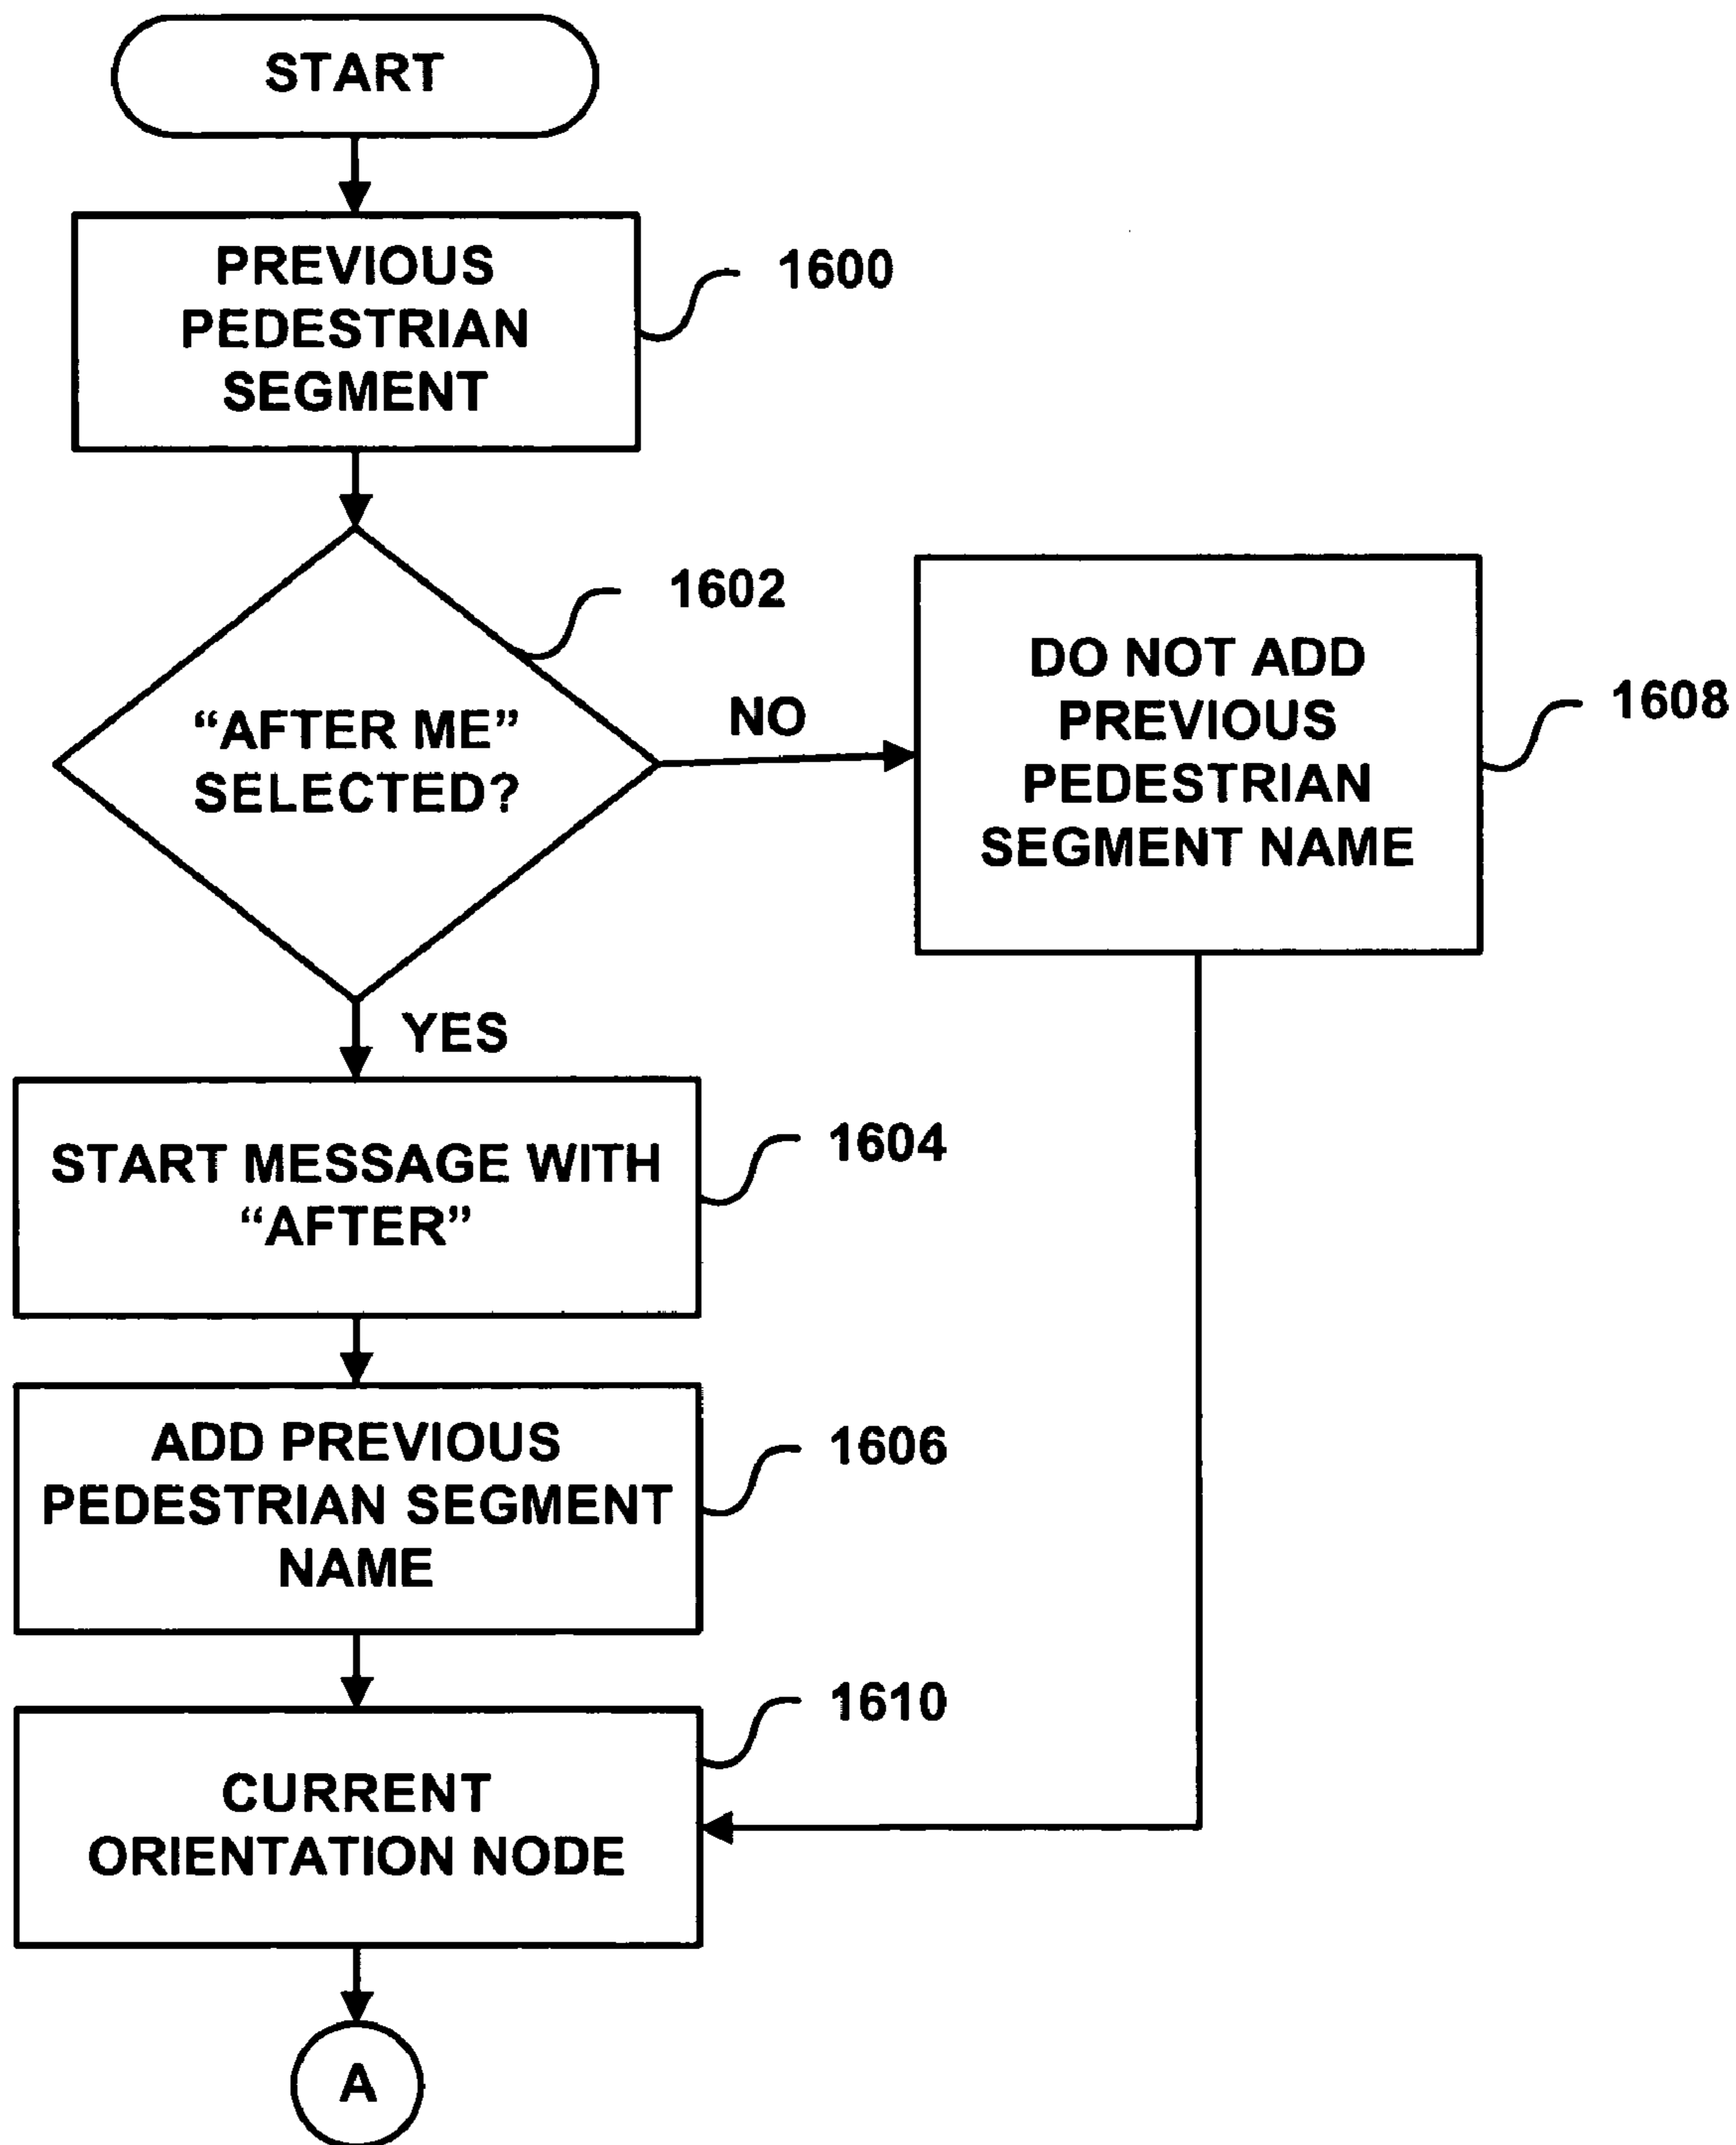 START
PREVIOUS
PEDESTRIAN
SEGMENT
1600
1602
“AFTER ME”
SELECTED?
NO
DO NOT ADD
PREVIOUS
PEDESTRIAN
SEGMENT NAME
1608
YES
START MESSAGE WITH
“AFTER”
1604
ADD PREVIOUS
PEDESTRIAN SEGMENT
NAME
1606
1610
CURRENT
ORIENTATION NODE
A